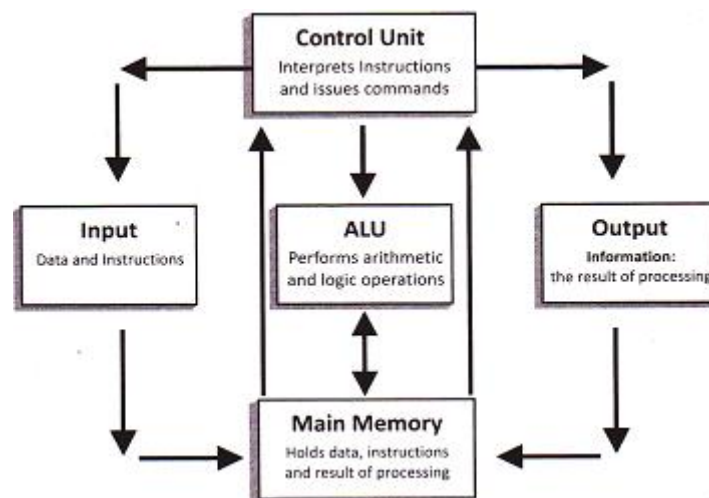 Control Unit
Interprets Instructions
and issues commands
Input
Data and Instructions
ALU
Performs arithmetic
and logic operations
Output
Information:
the result of processing
Main Memory
Holds data, instructions
and result of processing